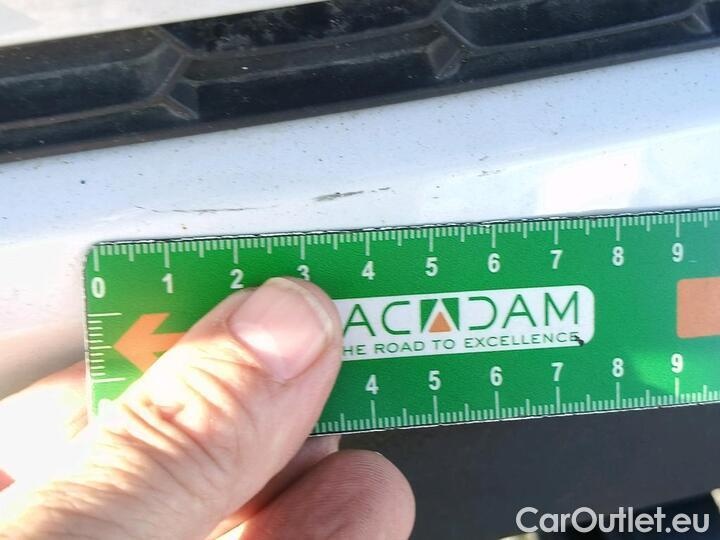 0 1 2 3 4 5 6 7 8 9
ACADAM
HE ROAD TO EXCELLENCE
4 5 6 7 8 9
CarOutlet.eu